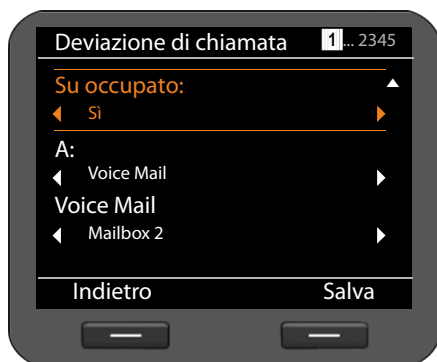 Deviazione di chiamata 1... 2345
Su occupato:
Sì
A:
Voice Mail
Voice Mail
Mailbox 2
Indietro Salva